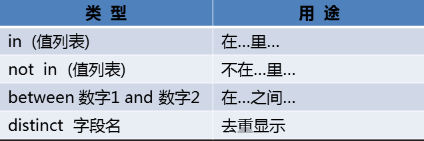 类 型 用 途
in (值列表) 在...里...
not in (值列表) 不在...里...
between 数字1 and 数字2 在...之间...
distinct 字段名 去重显示